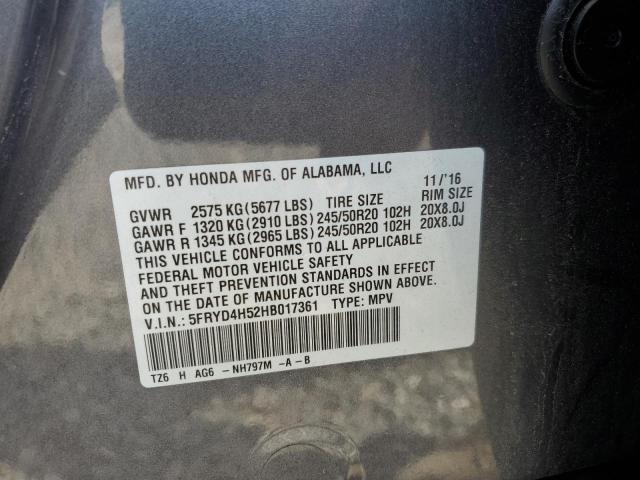 MFD. BY HONDA MFG. OF ALABAMA, LLC 11/'16
GVWR 2575 KG (5677 LBS) TIRE SIZE RIM SIZE
GAWR F 1320 KG (2910 LBS) 245/50R20 102H 20X8.0J
GAWR R 1345 KG (2965 LBS) 245/50R20 102H 20X8.0J
THIS VEHICLE CONFORMS TO ALL APPLICABLE
FEDERAL MOTOR VEHICLE SAFETY
AND THEFT PREVENTION STANDARDS IN EFFECT
ON THE DATE OF MANUFACTURE SHOWN ABOVE.
V.I.N.: 5FRYD4H52HB017361 TYPE: MPV
TZ6 H AG6 -NH797M -A-B